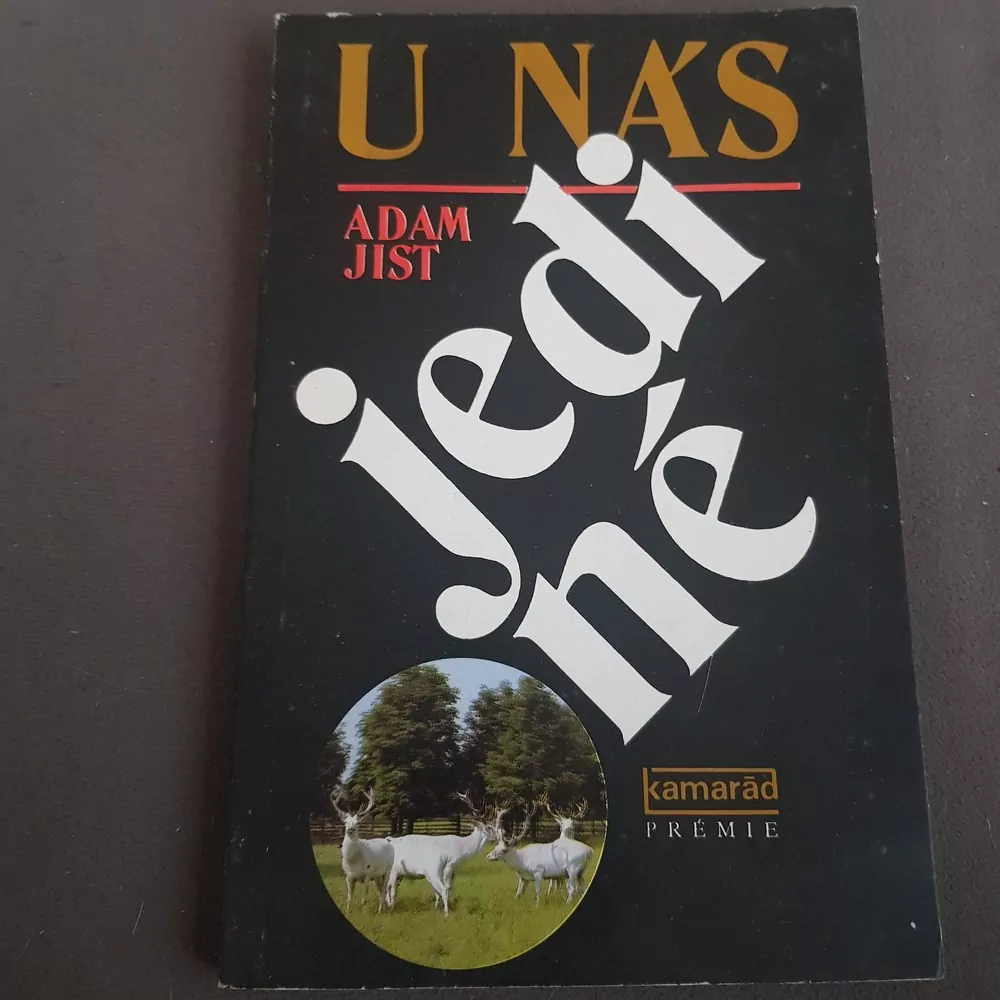 U NÁS
ADAM
JIST
jedi
né
kamarád
PRÉMIE